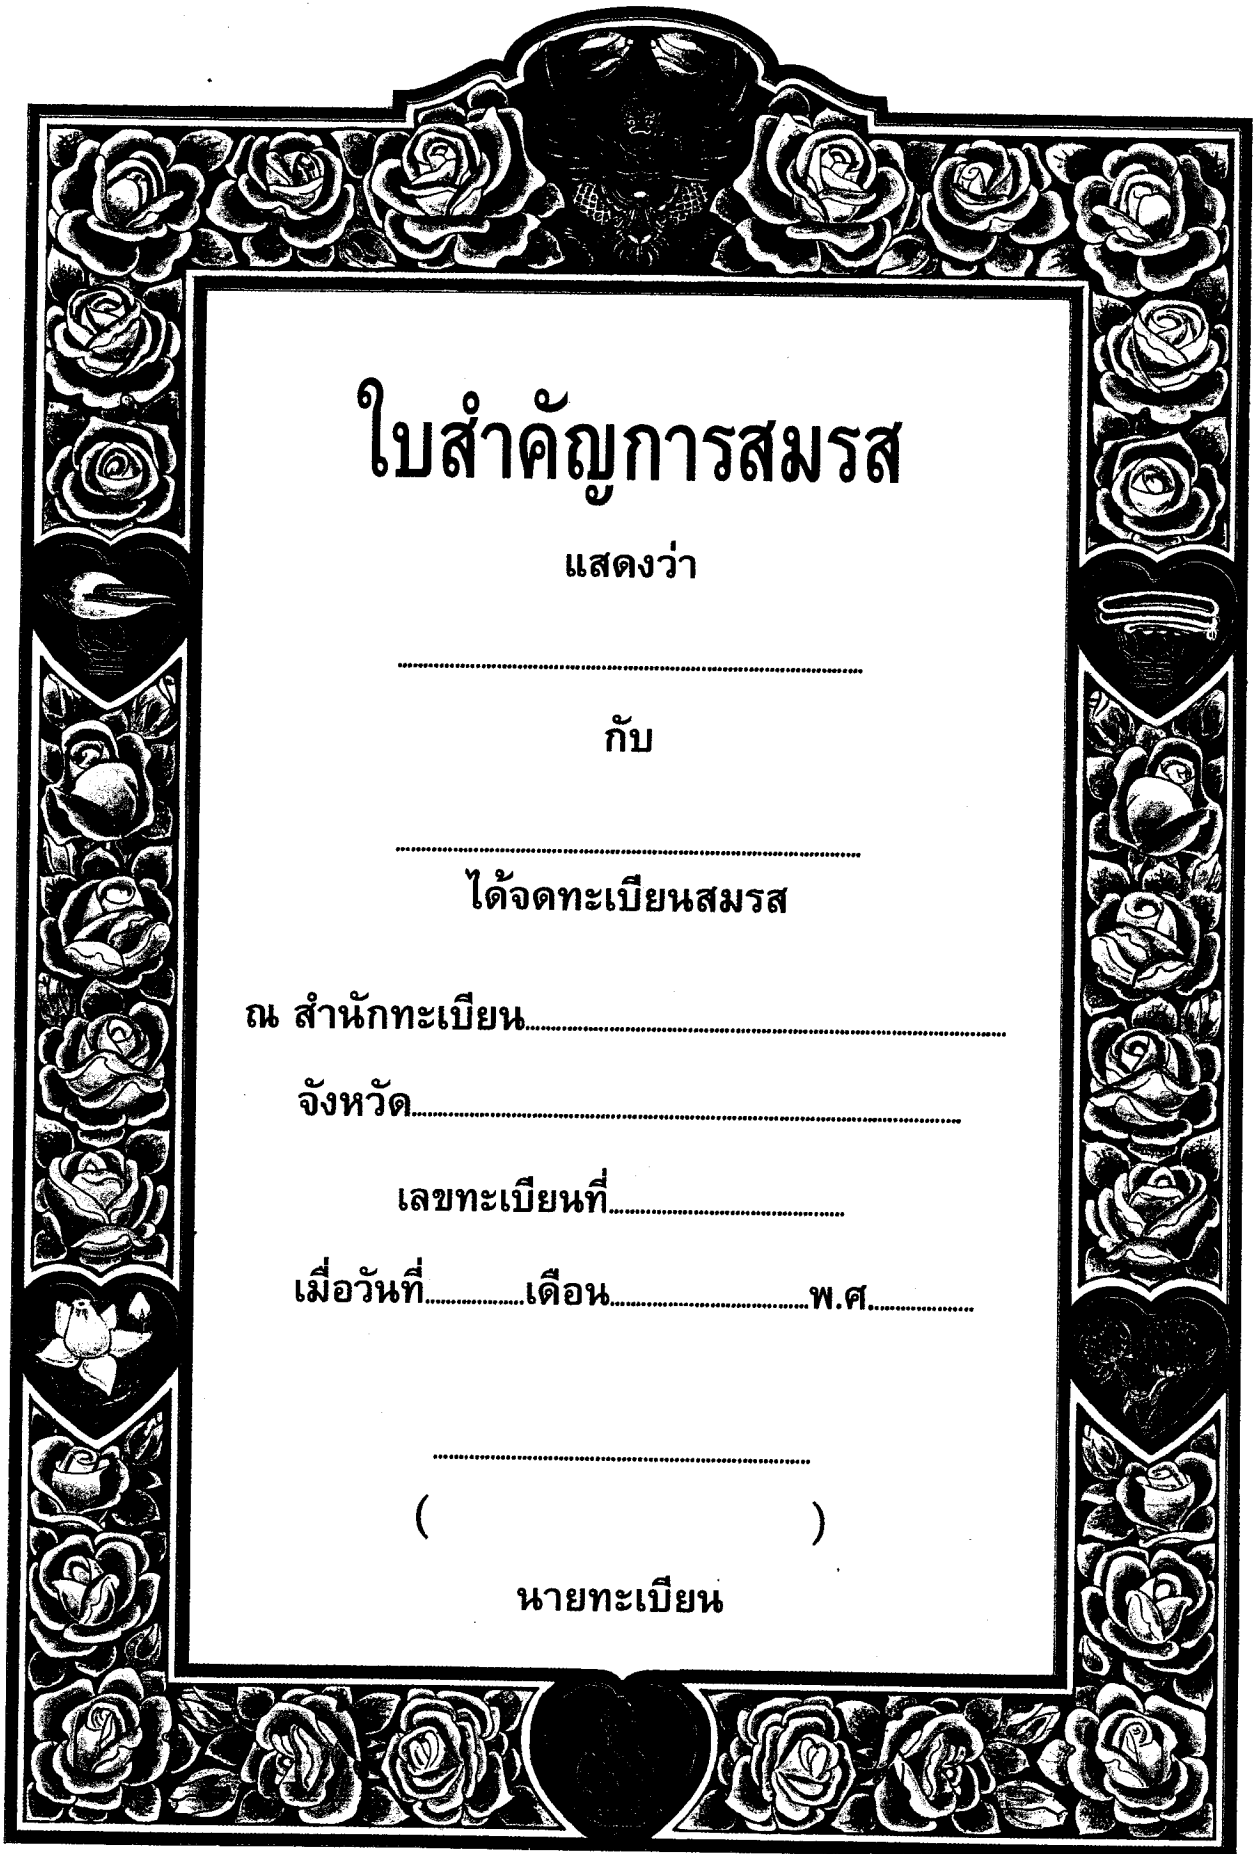 ใบสำคัญการสมรส
แสดงว่า
........................................
กับ
........................................
ได้จดทะเบียนสมรส
ณ สำนักทะเบียน........................................
จังหวัด........................................
เลขทะเบียนที่....................
เมื่อวันที่..........เดือน....................พ.ศ...........
........................................
( )
นายทะเบียน